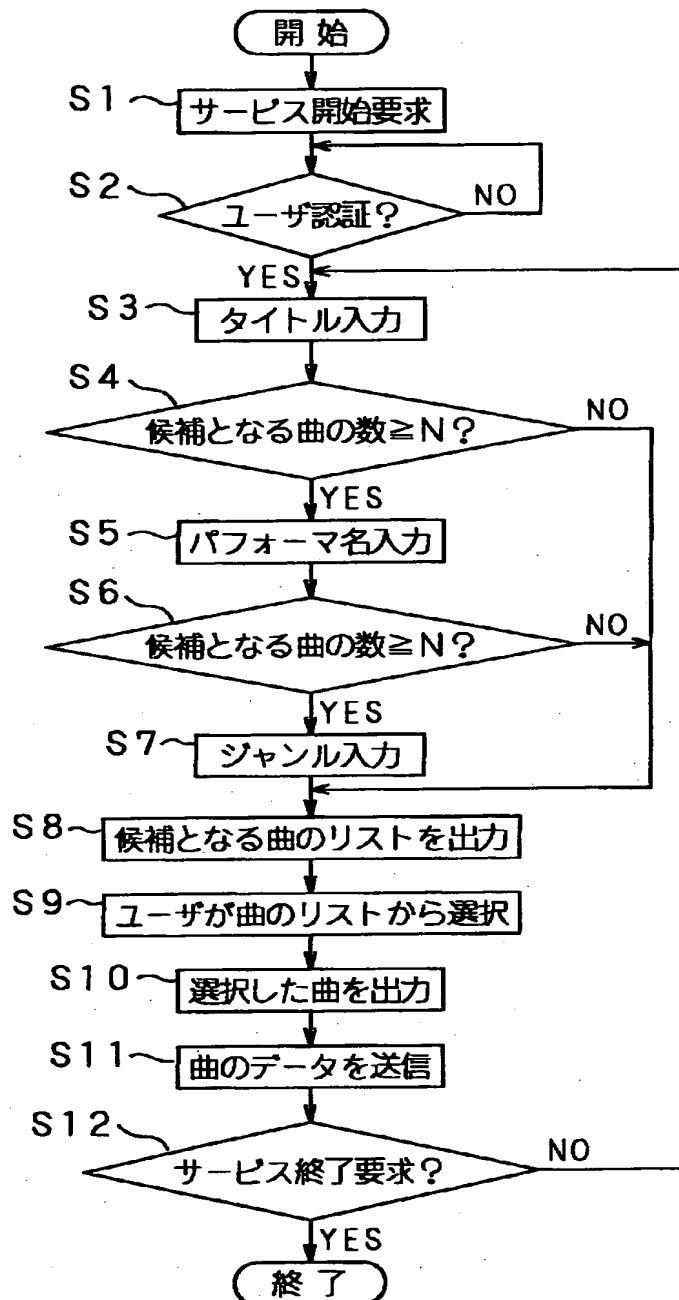 開始
S1
サービス開始要求
S2
ユーザ認証?
NO
YES
S3
タイトル入力
S4
候補となる曲の数≧N?
NO
YES
S5
パフォーマ名入力
S6
候補となる曲の数≧N?
NO
YES
S7
ジャンル入力
S8
候補となる曲のリストを出力
S9
ユーザが曲のリストから選択
S10
選択した曲を出力
S11
曲のデータを送信
S12
サービス終了要求?
NO
YES
終了